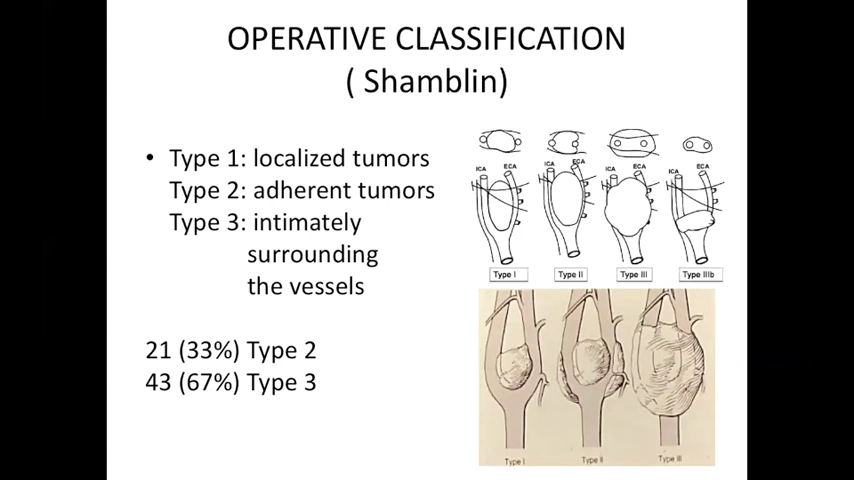 OPERATIVE CLASSIFICATION
( Shamblin)
• Type 1: localized tumors
Type 2: adherent tumors
Type 3: intimately
surrounding
the vessels
21 (33%) Type 2
43 (67%) Type 3
ICA ECA ICA ECA ICA ECA ICA ECA
Type I Type II Type III Type IIIb
Type I Type II Type III